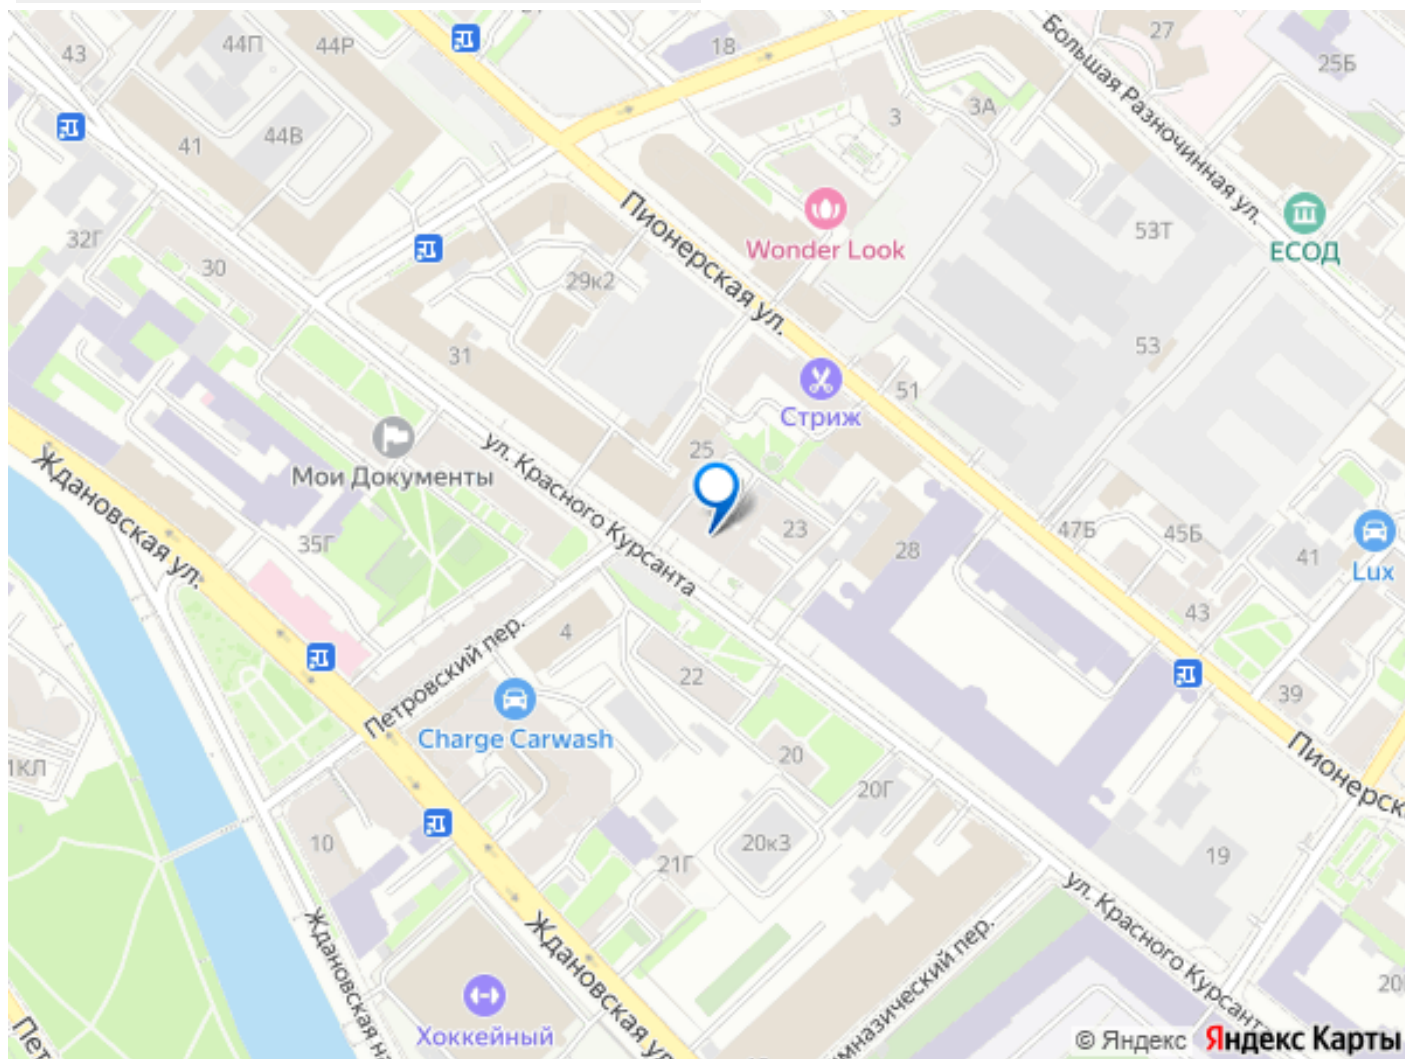 43
44П
44Р
18
27
25Б
Большая Разночинная ул.
41
44В
3
3А
Пионерская ул.
Wonder Look
53Т
ЕСОД
32Г
30
29к2
31
53
51
Стриж
ул. Красного Курсанта
25
Мои Документы
Ждановская ул.
35Г
23
28
47Б
45Б
41
Lux
43
4
Петровский пер.
22
39
Charge Carwash
20
20Г
Пионерск
1КЛ
10
20к3
21Г
19
ул. Красного Курсанта
Ждановская ул.
Ждановская на
Хоккейный
мназический пер.
20
Пет
© Яндекс Яндекс Карты